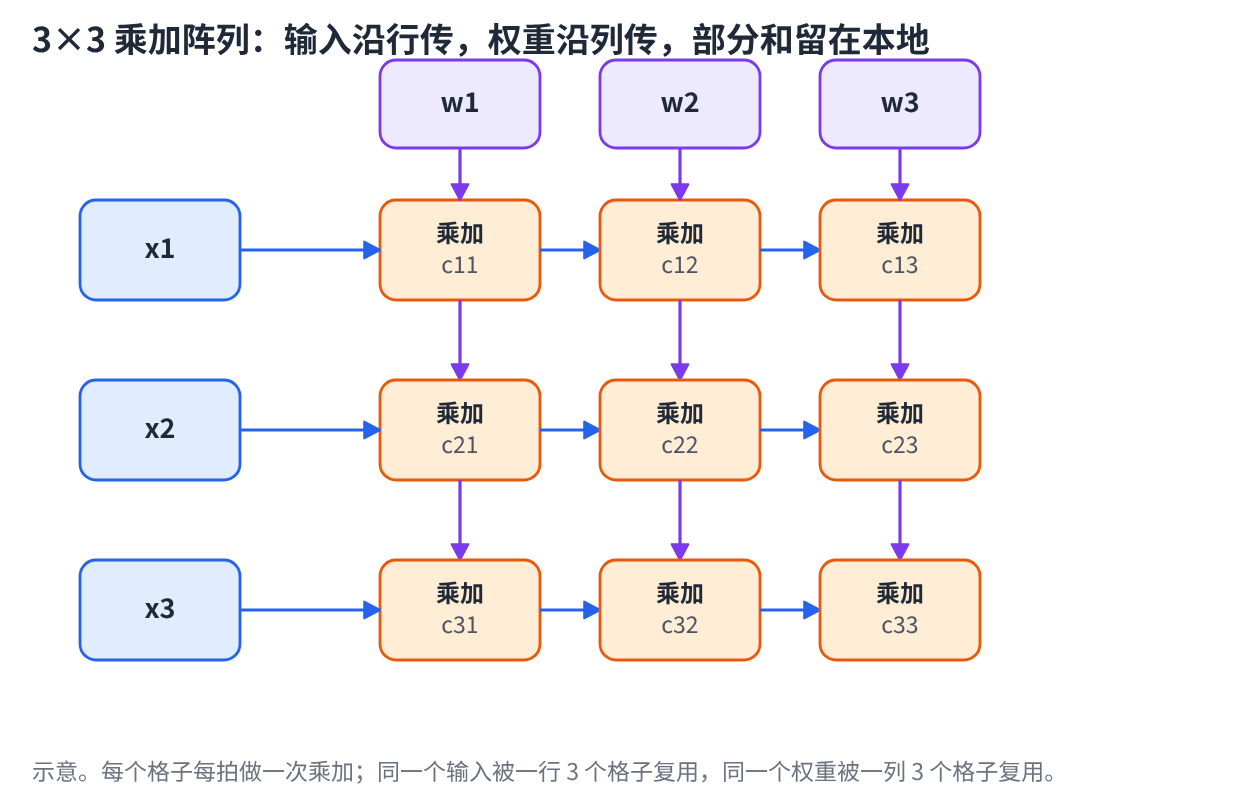 3×3 乘加阵列：输入沿行传，权重沿列传，部分和留在本地
w1
w2
w3
x1
乘加
c11
乘加
c12
乘加
c13
x2
乘加
c21
乘加
c22
乘加
c23
x3
乘加
c31
乘加
c32
乘加
c33
示意。每个格子每拍做一次乘加；同一个输入被一行 3 个格子复用，同一个权重被一列 3 个格子复用。